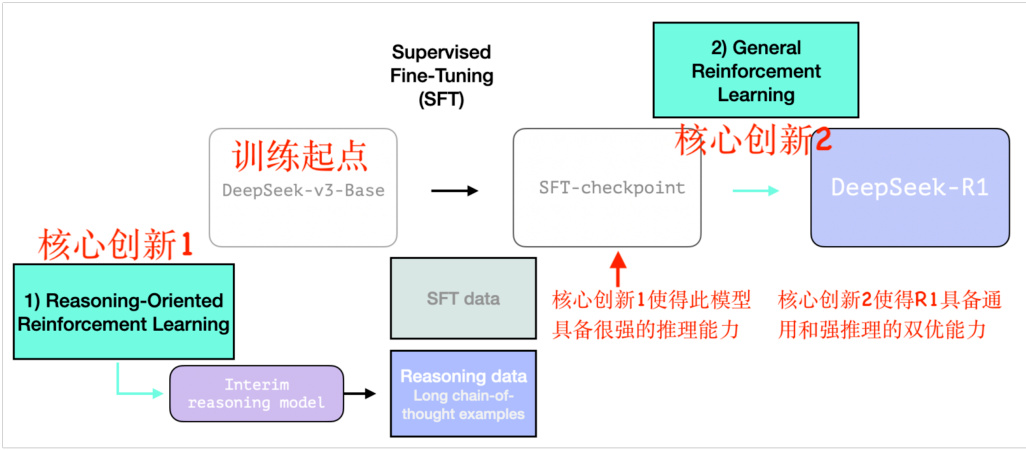 Supervised
Fine-Tuning
(SFT)
2) General
Reinforcement
Learning
核心创新2
训练起点
DeepSeek-v3-Base
SFT-checkpoint
DeepSeek-R1
核心创新1
1) Reasoning-Oriented
Reinforcement Learning
SFT data
核心创新1使得此模型
具备很强的推理能力
核心创新2使得R1具备通
用和强推理的双优能力
Interim
reasoning model
Reasoning data
Long chain-of-
thought examples